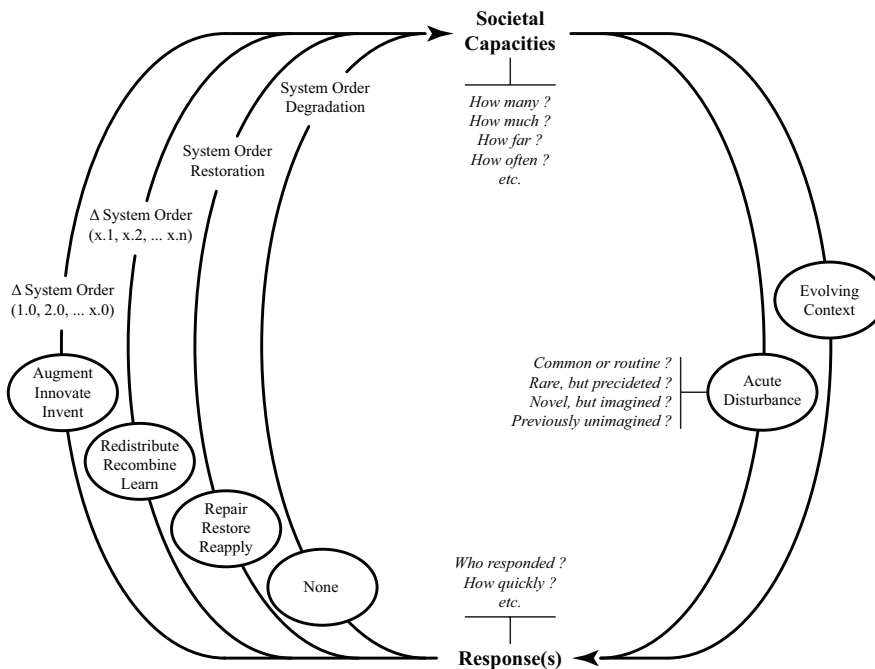 Societal
Capacities
How many ?
How much ?
How far ?
How often ?
etc.
System Order
Degradation
System Order
Restoration
Δ System Order
(x.1, x.2, ... x.n)
Δ System Order
(1.0, 2.0, ... x.0)
Augment
Innovate
Invent
Redistribute
Recombine
Learn
Repair
Restore
Reapply
None
Evolving
Context
Common or routine ?
Rare, but precideted ?
Novel, but imagined ?
Previously unimagined ?
Acute
Disturbance
Who responded ?
How quickly ?
etc.
Response(s)